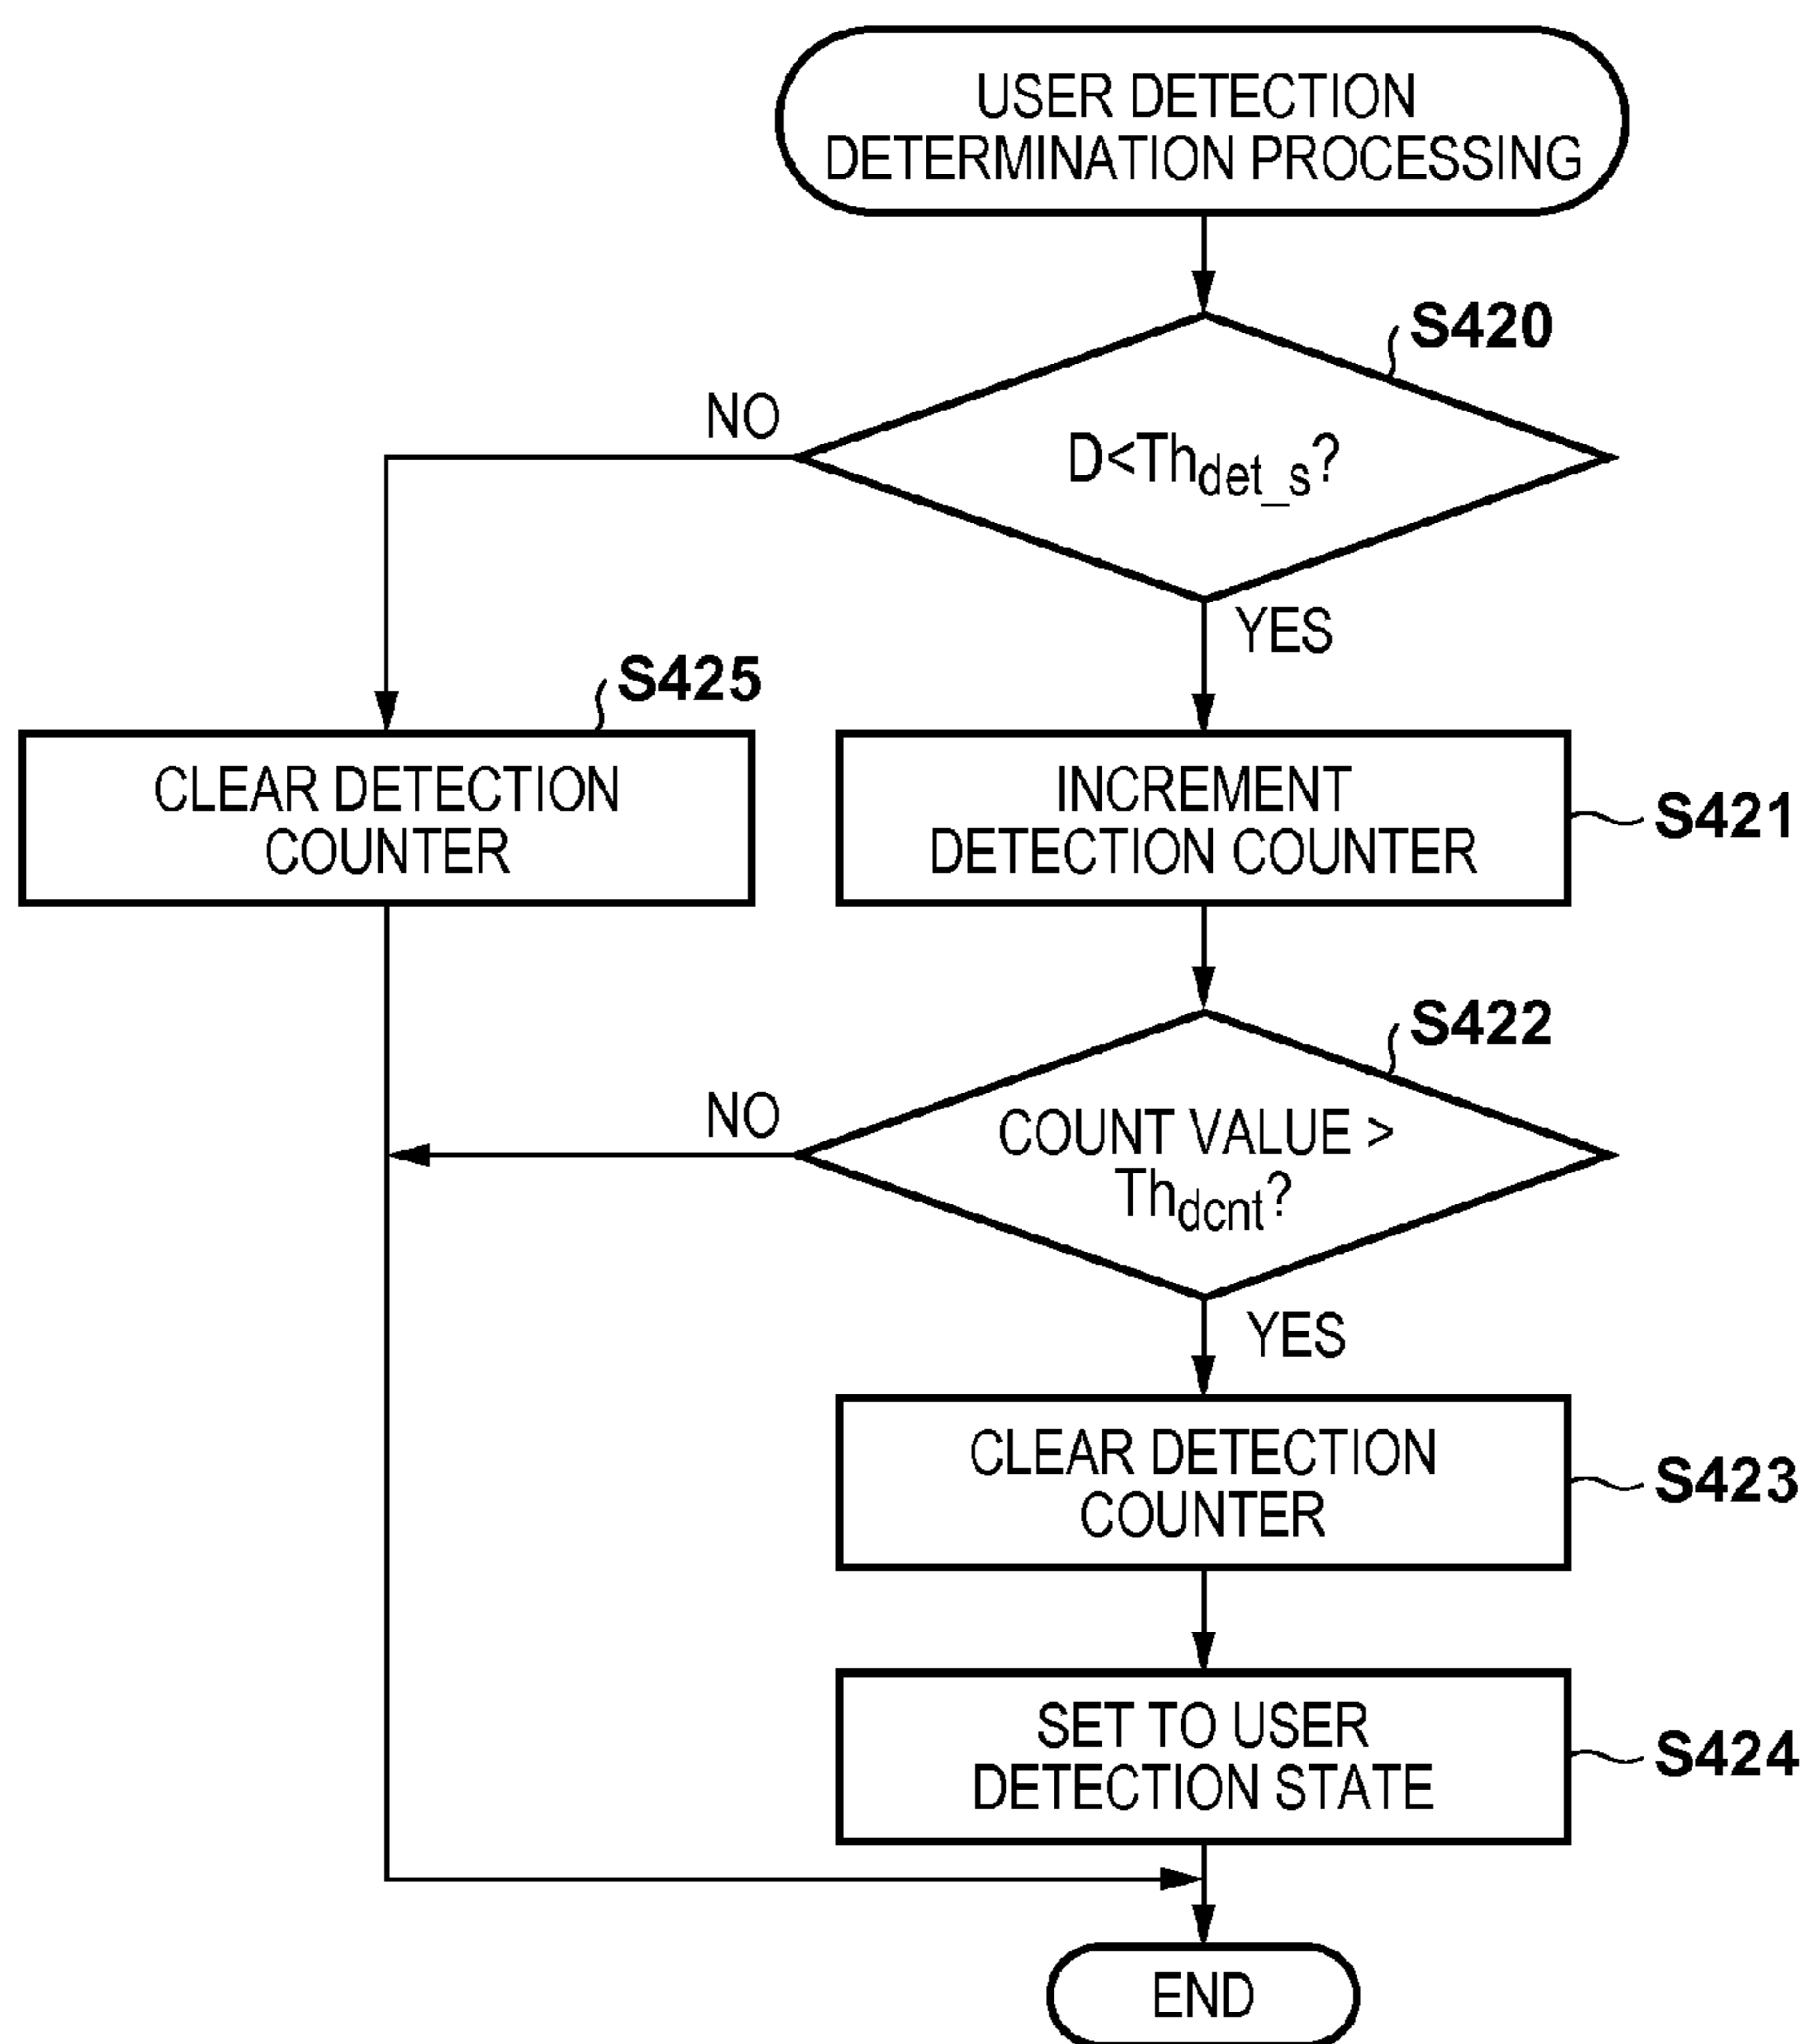 USER DETECTION
DETERMINATION PROCESSING
S420
NO
D<Thdet_s?
YES
S425
CLEAR DETECTION
COUNTER
INCREMENT
DETECTION COUNTER
S421
S422
NO
COUNT VALUE >
Thdcnt?
YES
CLEAR DETECTION
COUNTER
S423
SET TO USER
DETECTION STATE
S424
END